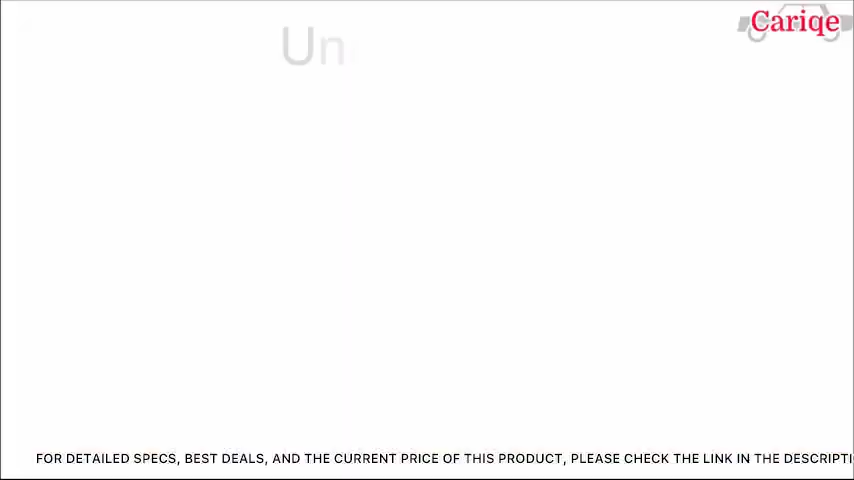 Cariqe
Un
FOR DETAILED SPECS, BEST DEALS, AND THE CURRENT PRICE OF THIS PRODUCT, PLEASE CHECK THE LINK IN THE DESCRIPTI